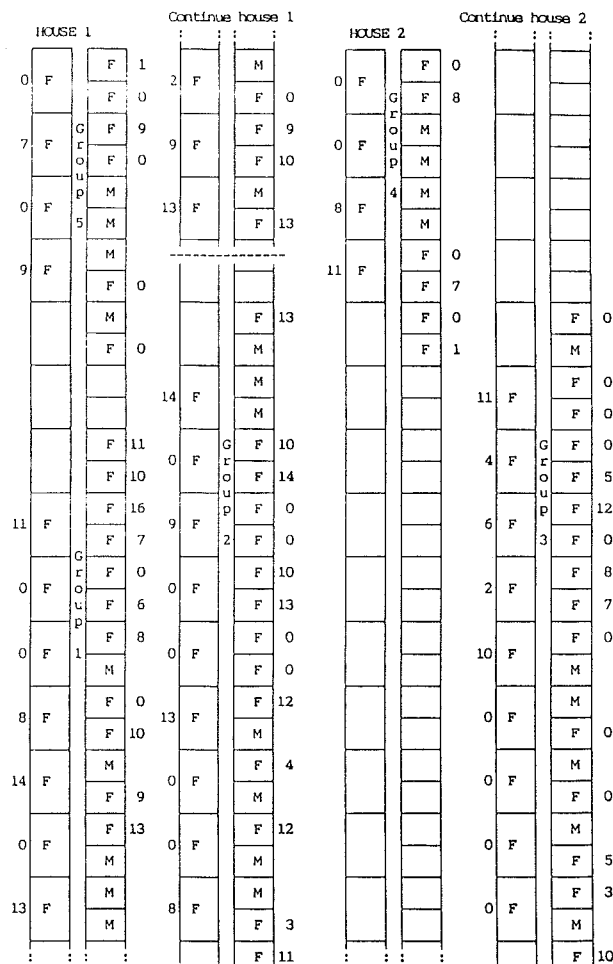 HOUSE 1
0 F
7 F
0 F
9 F
11 F
0 F
0 F
8 F
14 F
0 F
13 F
Group 5
Group 1
F 1
F 0
F 9
F 0
M
M
M
F 0
M
F 0
F 11
F 10
F 16
F 7
F 0
F 6
F 8
M
F 0
F 10
M
F 9
F 13
M
M
M
Continue house 1
2 F
9 F
13 F
14 F
0 F
9 F
0 F
0 F
13 F
0 F
0 F
8 F
Group 2
M
F 0
F 9
F 10
M
F 13
F 13
M
M
M
F 10
F 14
F 0
F 0
F 10
F 13
F 0
F 0
F 12
M
F 4
M
F 12
M
M
F 3
F 11
HOUSE 2
0 F
0 F
8 F
11 F
Group 4
F 0
F 8
M
M
M
M
F 0
F 7
F 0
F 1
Continue house 2
11 F
4 F
6 F
2 F
10 F
0 F
0 F
0 F
0 F
Group 3
F 0
M
F 0
F 0
F 0
F 5
F 12
F 0
F 8
F 7
F 0
M
M
F 0
M
F 0
M
F 5
F 3
M
F 10